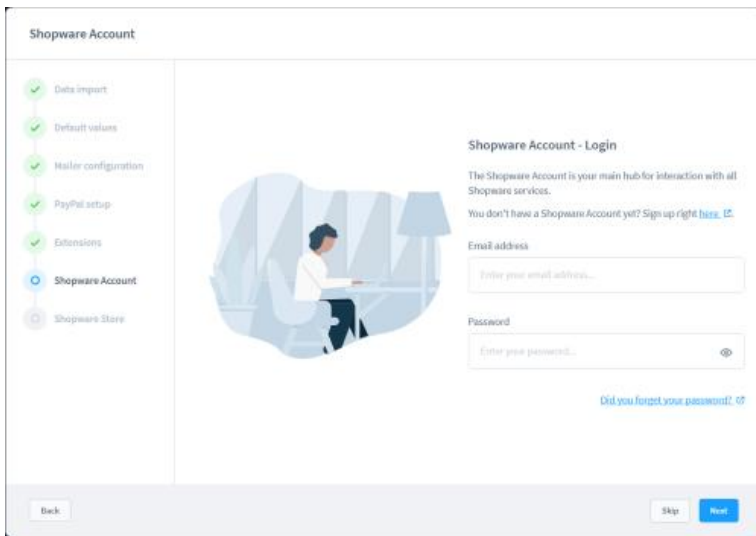 Shopware Account
Data import
Default values
Mailer configuration
PayPal setup
Extensions
Shopware Account
Shopware Store
Shopware Account - Login
The Shopware Account is your main hub for interaction with all
Shopware services.
You don't have a Shopware Account yet? Sign up right here
Email address
Enter your email address...
Password
Enter your password...
Did you forget your password?
Back
Skip
Next